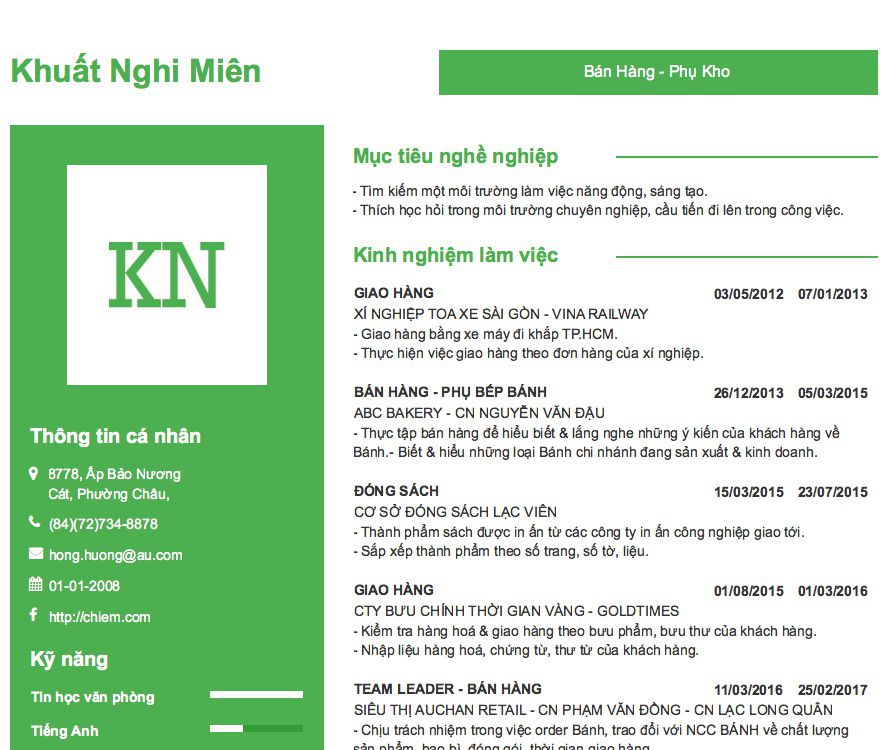 Khuất Nghi Miên
Bán Hàng - Phụ Kho
KN
Thông tin cá nhân
8778, Ấp Bảo Nương
Cát, Phường Châu,
(84)(72)734-8878
hong.huong@au.com
01-01-2008
http://chiem.com
Kỹ năng
Tin học văn phòng
Tiếng Anh
Mục tiêu nghề nghiệp
- Tìm kiếm một môi trường làm việc năng động, sáng tạo.
- Thích học hỏi trong môi trường chuyên nghiệp, cầu tiến đi lên trong công việc.
Kinh nghiệm làm việc
GIAO HÀNG 03/05/2012 07/01/2013
XÍ NGHIỆP TOA XE SÀI GÒN - VINA RAILWAY
- Giao hàng bằng xe máy đi khắp TP.HCM.
- Thực hiện việc giao hàng theo đơn hàng của xí nghiệp.
BÁN HÀNG - PHỤ BẾP BÁNH 26/12/2013 05/03/2015
ABC BAKERY - CN NGUYỄN VĂN ĐẬU
- Thực tập bán hàng để hiểu biết & lắng nghe những ý kiến của khách hàng về
Bánh.- Biết & hiểu những loại Bánh chi nhánh đang sản xuất & kinh doanh.
ĐÓNG SÁCH 15/03/2015 23/07/2015
CƠ SỞ ĐÓNG SÁCH LẠC VIÊN
- Thành phẩm sách được in ấn từ các công ty in ấn công nghiệp giao tới.
- Sắp xếp thành phẩm theo số trang, số tờ, liệu.
GIAO HÀNG 01/08/2015 01/03/2016
CTY BƯU CHÍNH THỜI GIAN VÀNG - GOLDTIMES
- Kiểm tra hàng hoá & giao hàng theo bưu phẩm, bưu thư của khách hàng.
- Nhập liệu hàng hoá, chứng từ, thư từ của khách hàng.
TEAM LEADER - BÁN HÀNG 11/03/2016 25/02/2017
SIÊU THỊ AUCHAN RETAIL - CN PHẠM VĂN ĐỒNG - CN LẠC LONG QUÂN
- Chịu trách nhiệm trong việc order Bánh, trao đổi với NCC BÁNH về chất lượng
sản phẩm, bao bì, đóng gói, thời gian giao hàng